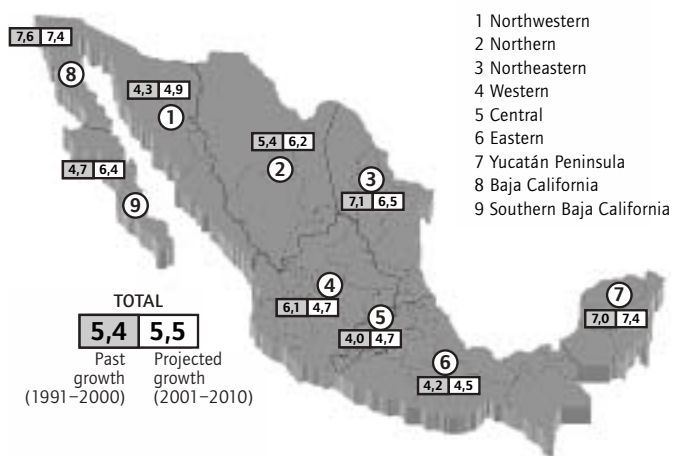 7,6 7,4
8
4,3 4,9
1
5,4 6,2
2
3
7,1 6,5
4,7 6,4
9
4
6,1 4,7
5
4,0 4,7
6
4,2 4,5
7
7,0 7,4
1 Northwestern
2 Northern
3 Northeastern
4 Western
5 Central
6 Eastern
7 Yucatán Peninsula
8 Baja California
9 Southern Baja California
TOTAL
5,4 5,5
Past growth (1991–2000)
Projected growth (2001–2010)